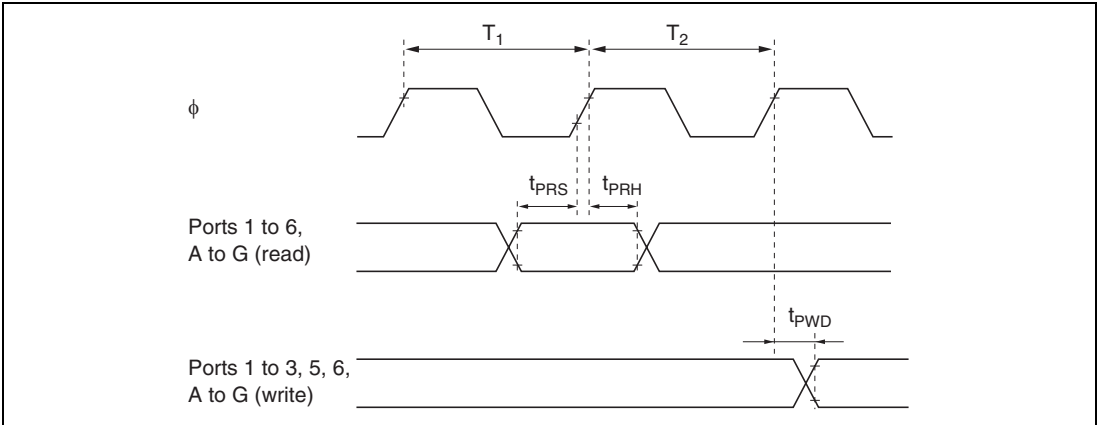 T1 T2
ϕ
tPRS tPRH
Ports 1 to 6,
A to G (read)
tPWD
Ports 1 to 3, 5, 6,
A to G (write)